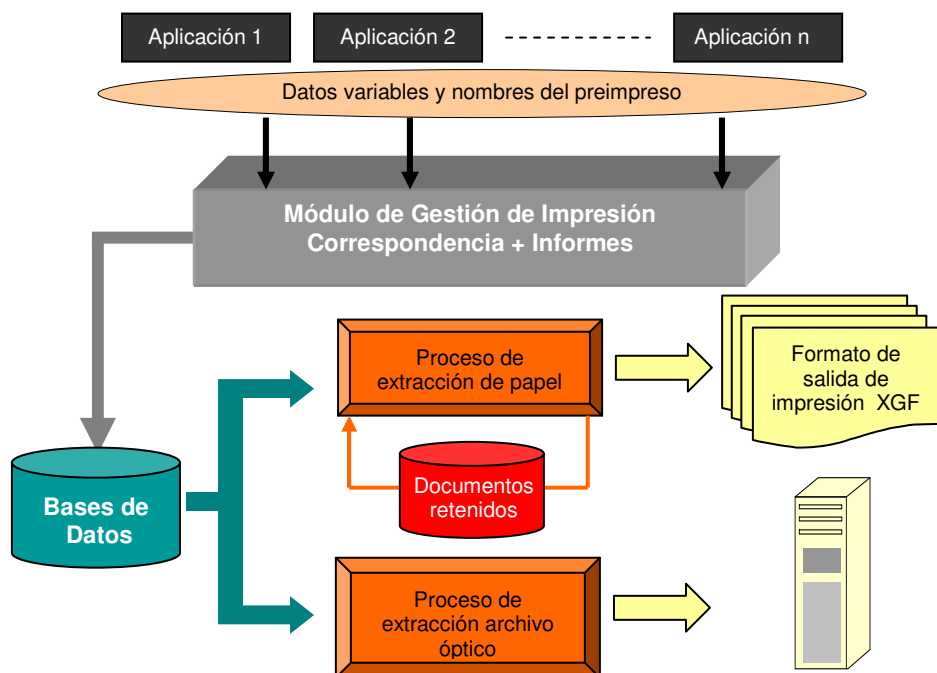 Aplicación 1
Aplicación 2
Aplicación n
Datos variables y nombres del preimpreso
Módulo de Gestión de Impresión
Correspondencia + Informes
Proceso de
extracción de papel
Formato de
salida de
impresión XGF
Documentos
retenidos
Bases de
Datos
Proceso de
extracción archivo
óptico